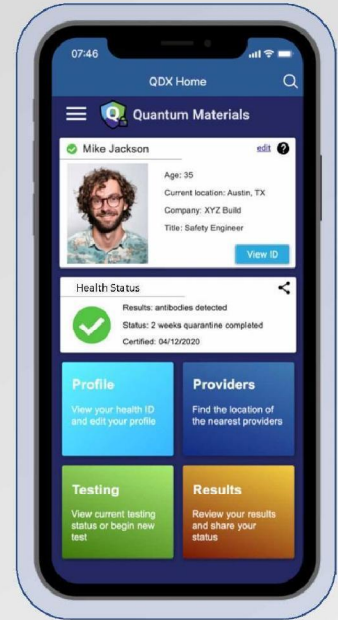 07:46
QDX Home
Quantum Materials
Mike Jackson
edit ?
Age: 35
Current location: Austin, TX
Company: XYZ Build
Title: Safety Engineer
View ID
Health Status
Results: antibodies detected
Status: 2 weeks quarantine completed
Certified: 04/12/2020
Profile
View your health ID
and edit your profile
Providers
Find the location of
the nearest providers
Testing
View current testing
status or begin new
test
Results
Review your results
and share your
status